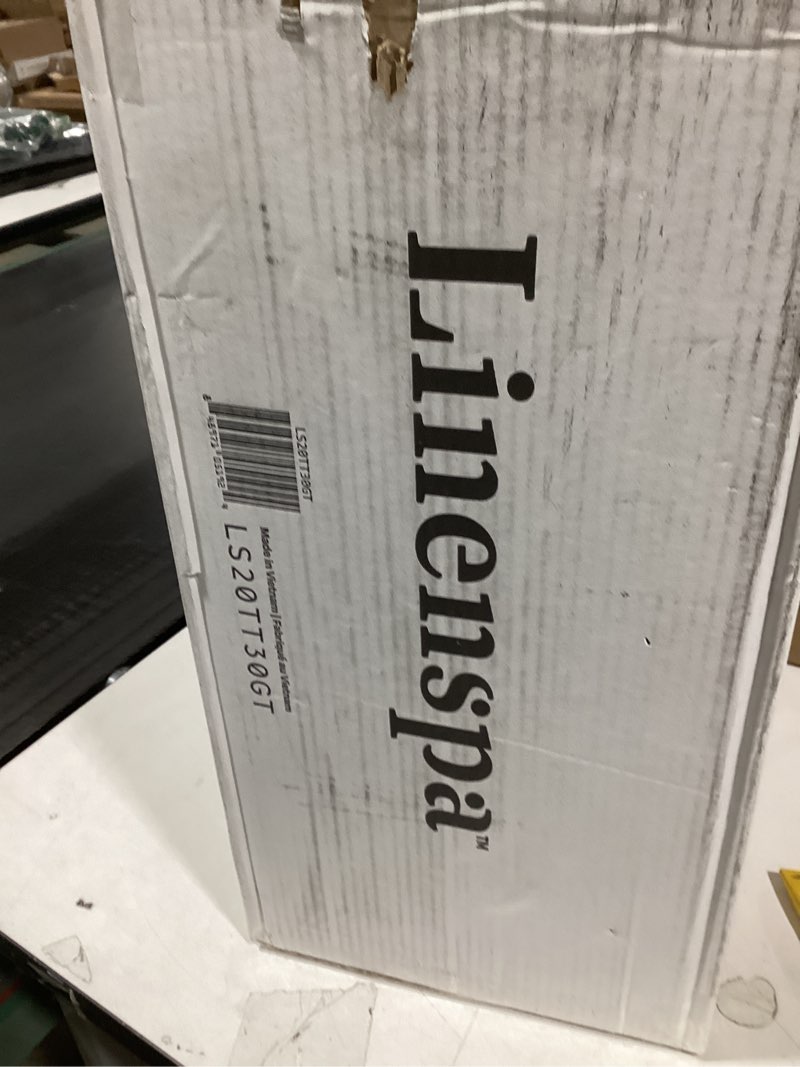 Linenspa™
LS20TT30GT
Made in Vietnam | Fabriqué au Vietnam
LS20TT30GT